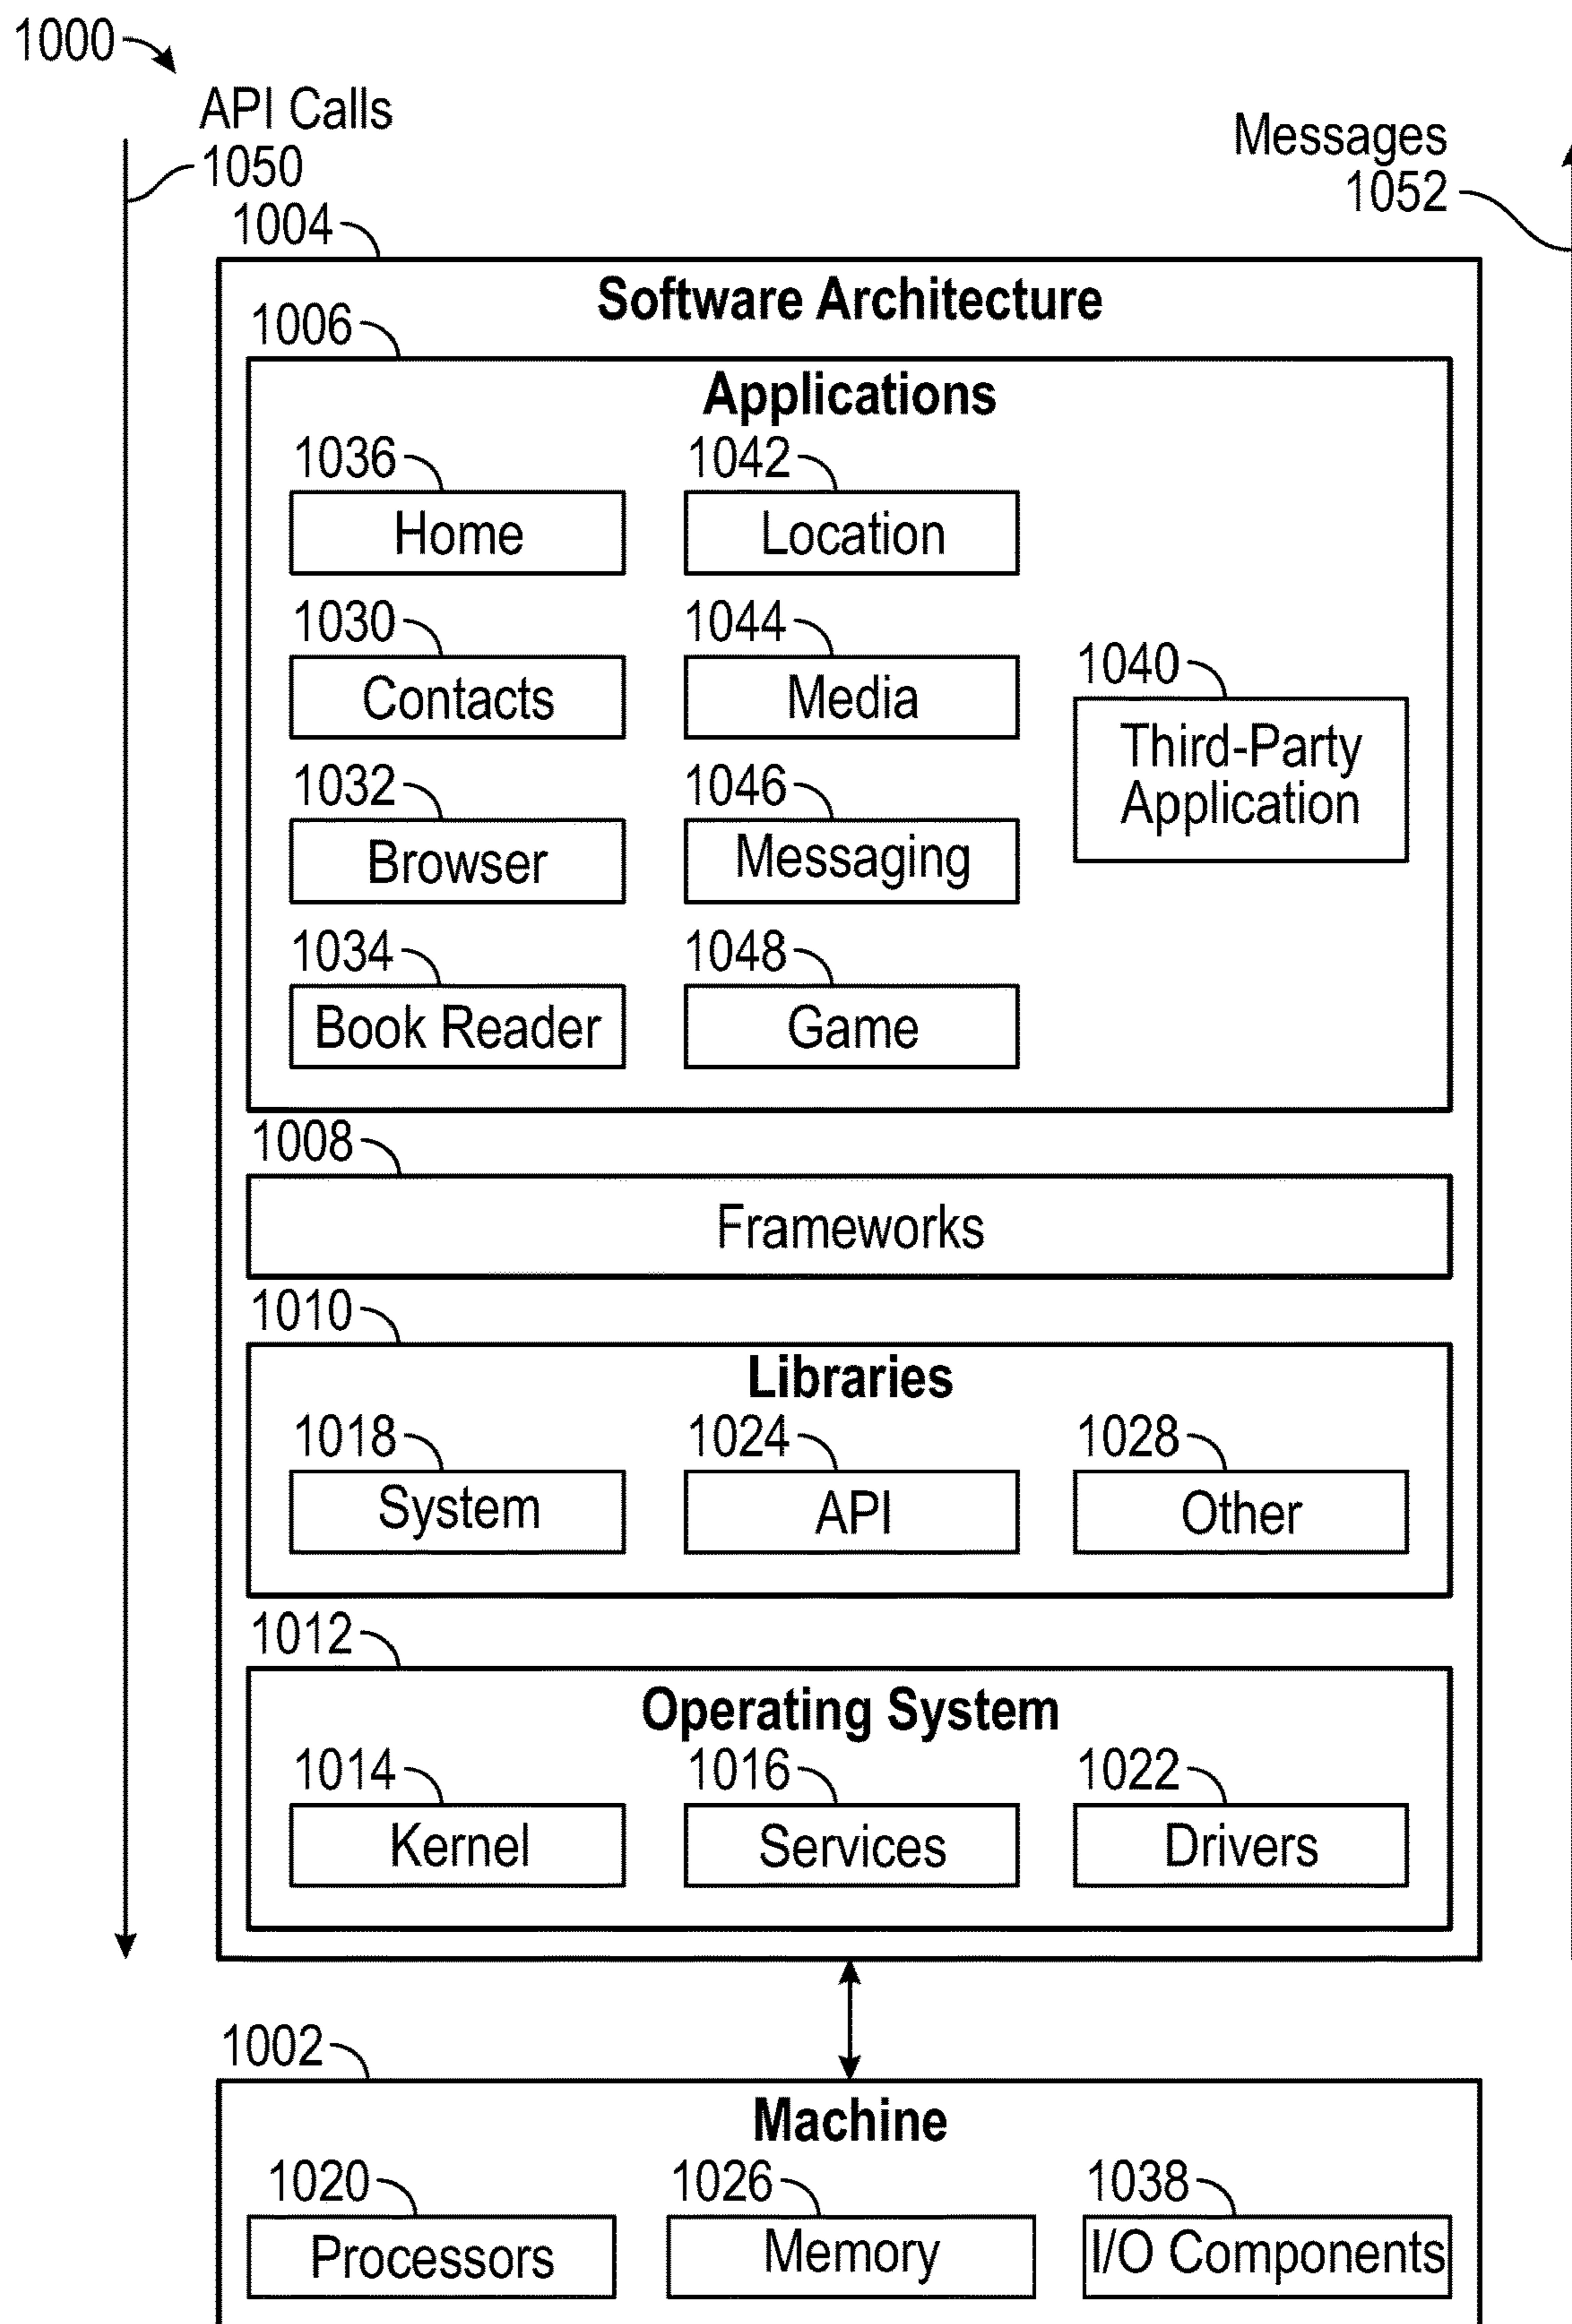 1000
API Calls
1050
Messages
1052
1004
Software Architecture
1006
Applications
1036
1042
Home
Location
1030
1044
Contacts
Media
1040
Third-Party
Application
1032
1046
Browser
Messaging
1034
1048
Book Reader
Game
1008
Frameworks
1010
Libraries
1018
1024
1028
System
API
Other
1012
Operating System
1014
1016
1022
Kernel
Services
Drivers
1002
Machine
1020
1026
1038
Processors
Memory
I/O Components